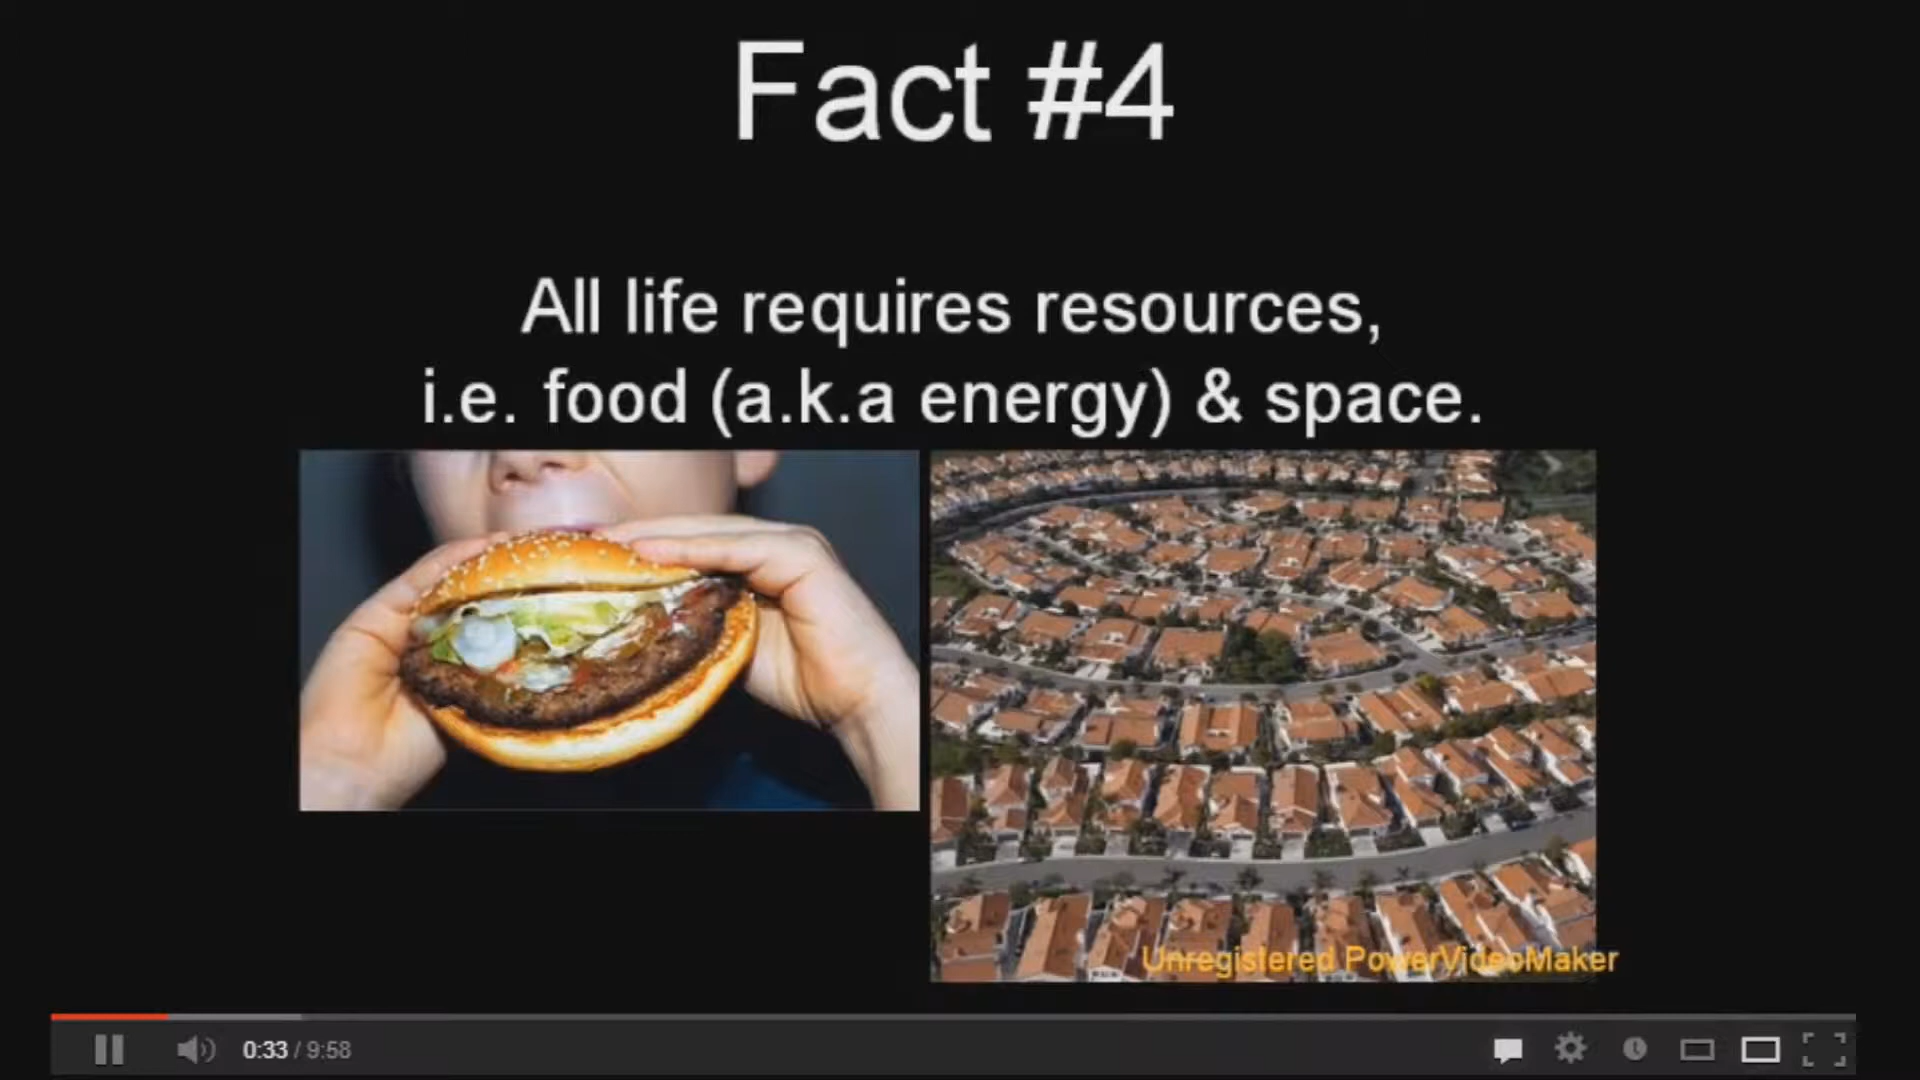 Fact #4
All life requires resources,
i.e. food (a.k.a energy) & space.
Unregistered PowerVideoMaker
0:33 / 9:58